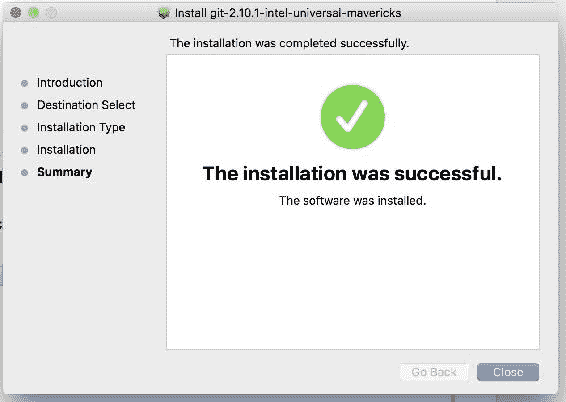 Install git-2.10.1-intel-universal-mavericks
The installation was completed successfully.
Introduction
Destination Select
Installation Type
Installation
Summary
The installation was successful.
The software was installed.
Go Back
Close